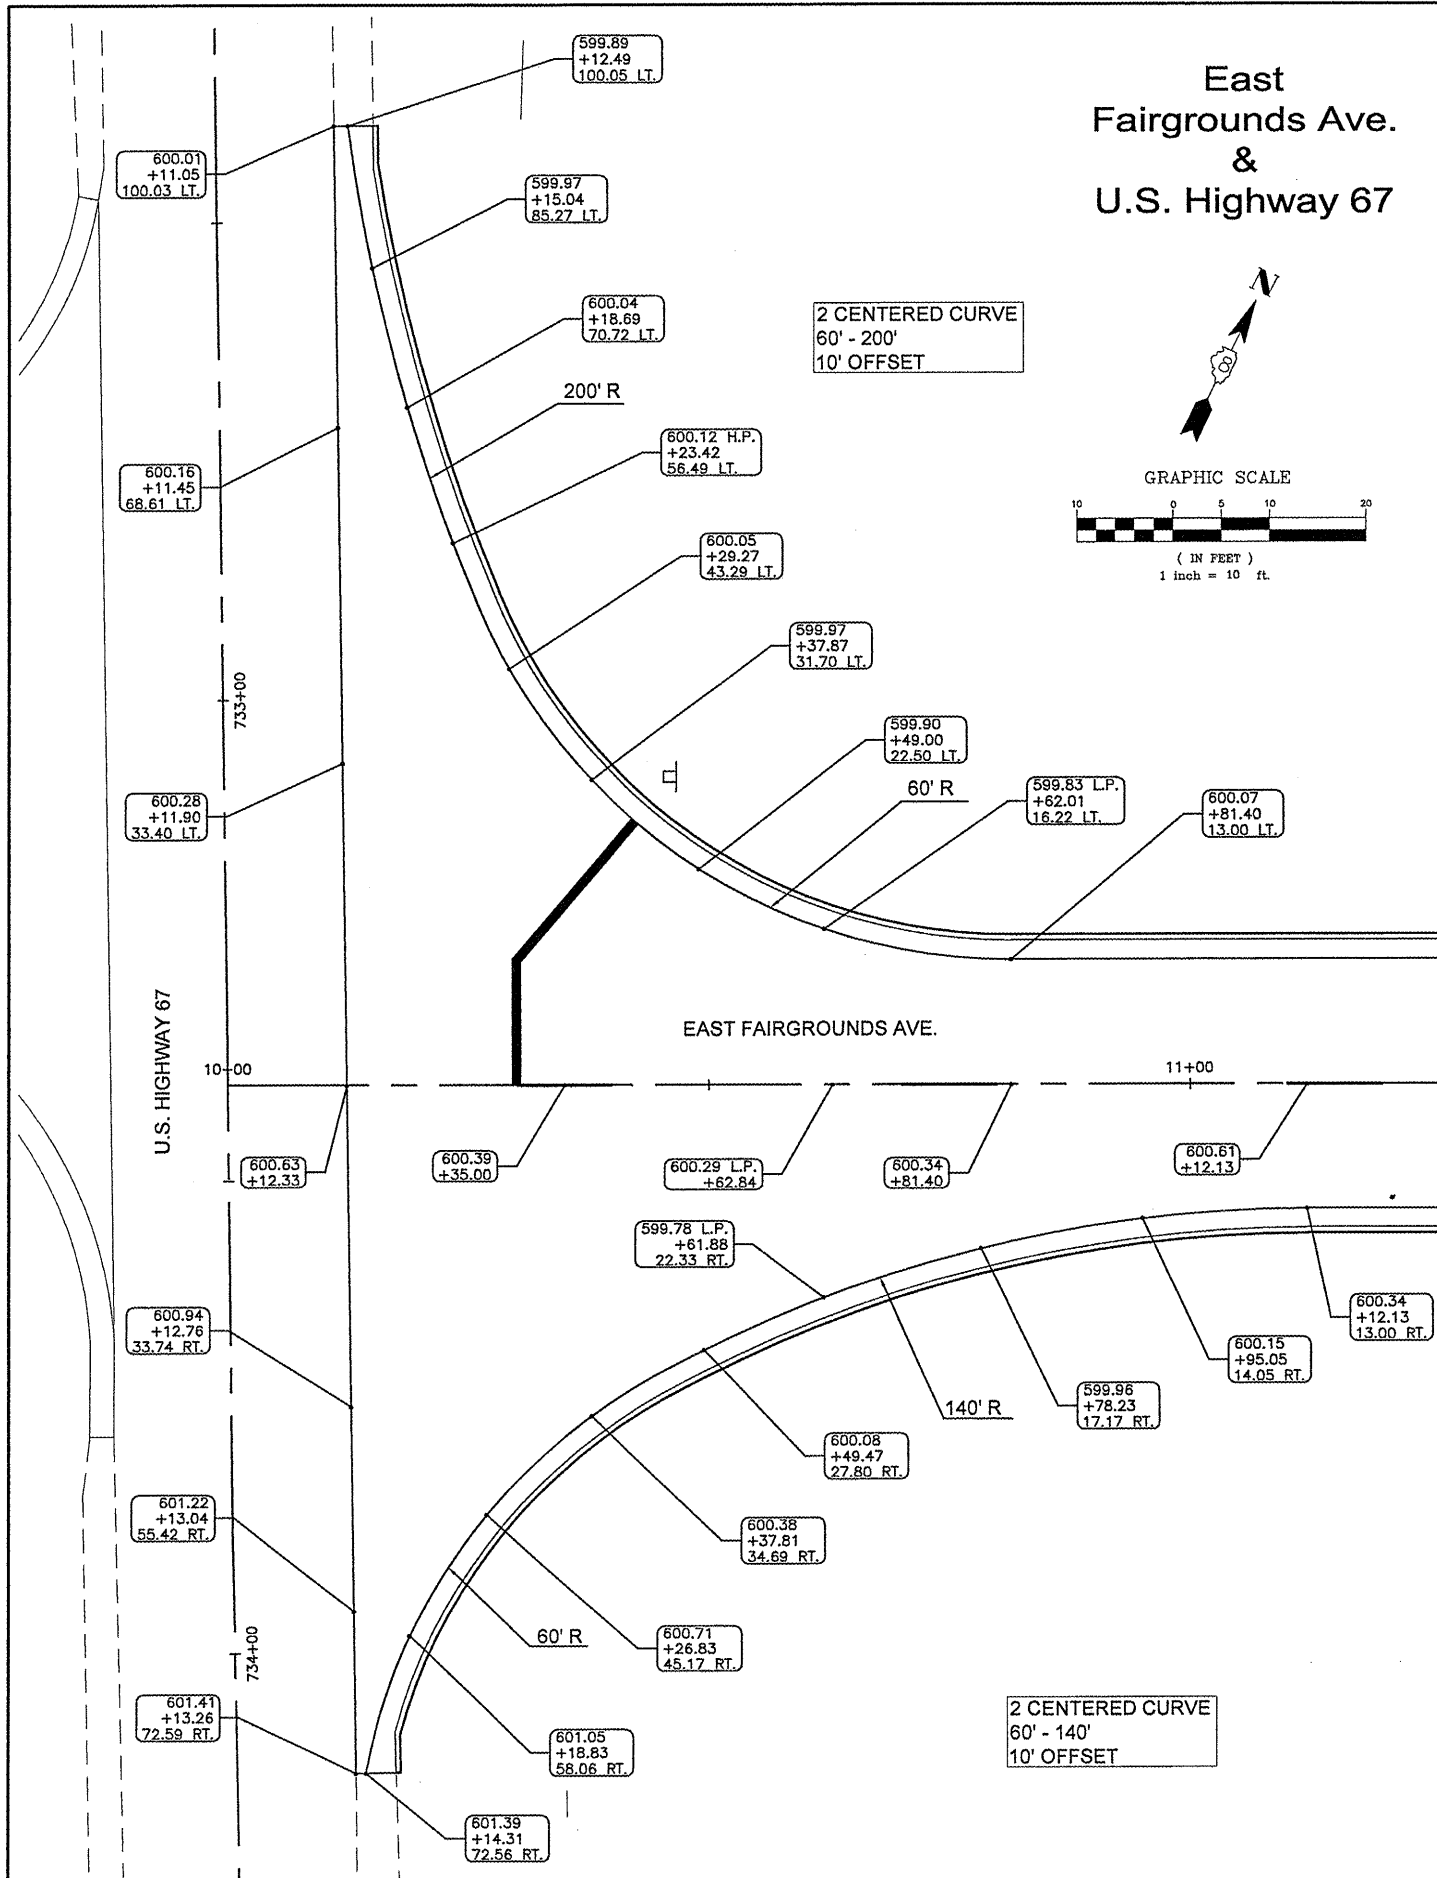 East
Fairgrounds Ave.
&
U.S. Highway 67
N
GRAPHIC SCALE
10 0 5 10 20
( IN FEET )
1 inch = 10 ft.
2 CENTERED CURVE
60' - 200'
10' OFFSET
599.89
+12.49
100.05 LT.
600.01
+11.05
100.03 LT.
599.97
+15.04
85.27 LT.
600.04
+18.69
70.72 LT.
200' R
600.12 H.P.
+23.42
56.49 LT.
600.16
+11.45
68.61 LT.
600.05
+29.27
43.29 LT.
599.97
+37.87
31.70 LT.
733+00
599.90
+49.00
22.50 LT.
60' R
599.83 L.P.
+62.01
16.22 LT.
600.07
+81.40
13.00 LT.
600.28
+11.90
33.40 LT.
U.S. HIGHWAY 67
EAST FAIRGROUNDS AVE.
10+00
11+00
600.63
+12.33
600.39
+35.00
600.29 L.P.
+62.84
600.34
+81.40
600.61
+12.13
599.78 L.P.
+61.88
22.33 RT.
600.94
+12.76
33.74 RT.
600.34
+12.13
13.00 RT.
600.15
+95.05
14.05 RT.
599.96
+78.23
17.17 RT.
140' R
600.08
+49.47
27.80 RT.
601.22
+13.04
55.42 RT.
600.38
+37.81
34.69 RT.
60' R
600.71
+26.83
45.17 RT.
734+00
601.41
+13.26
72.59 RT.
601.05
+18.83
58.06 RT.
601.39
+14.31
72.56 RT.
2 CENTERED CURVE
60' - 140'
10' OFFSET